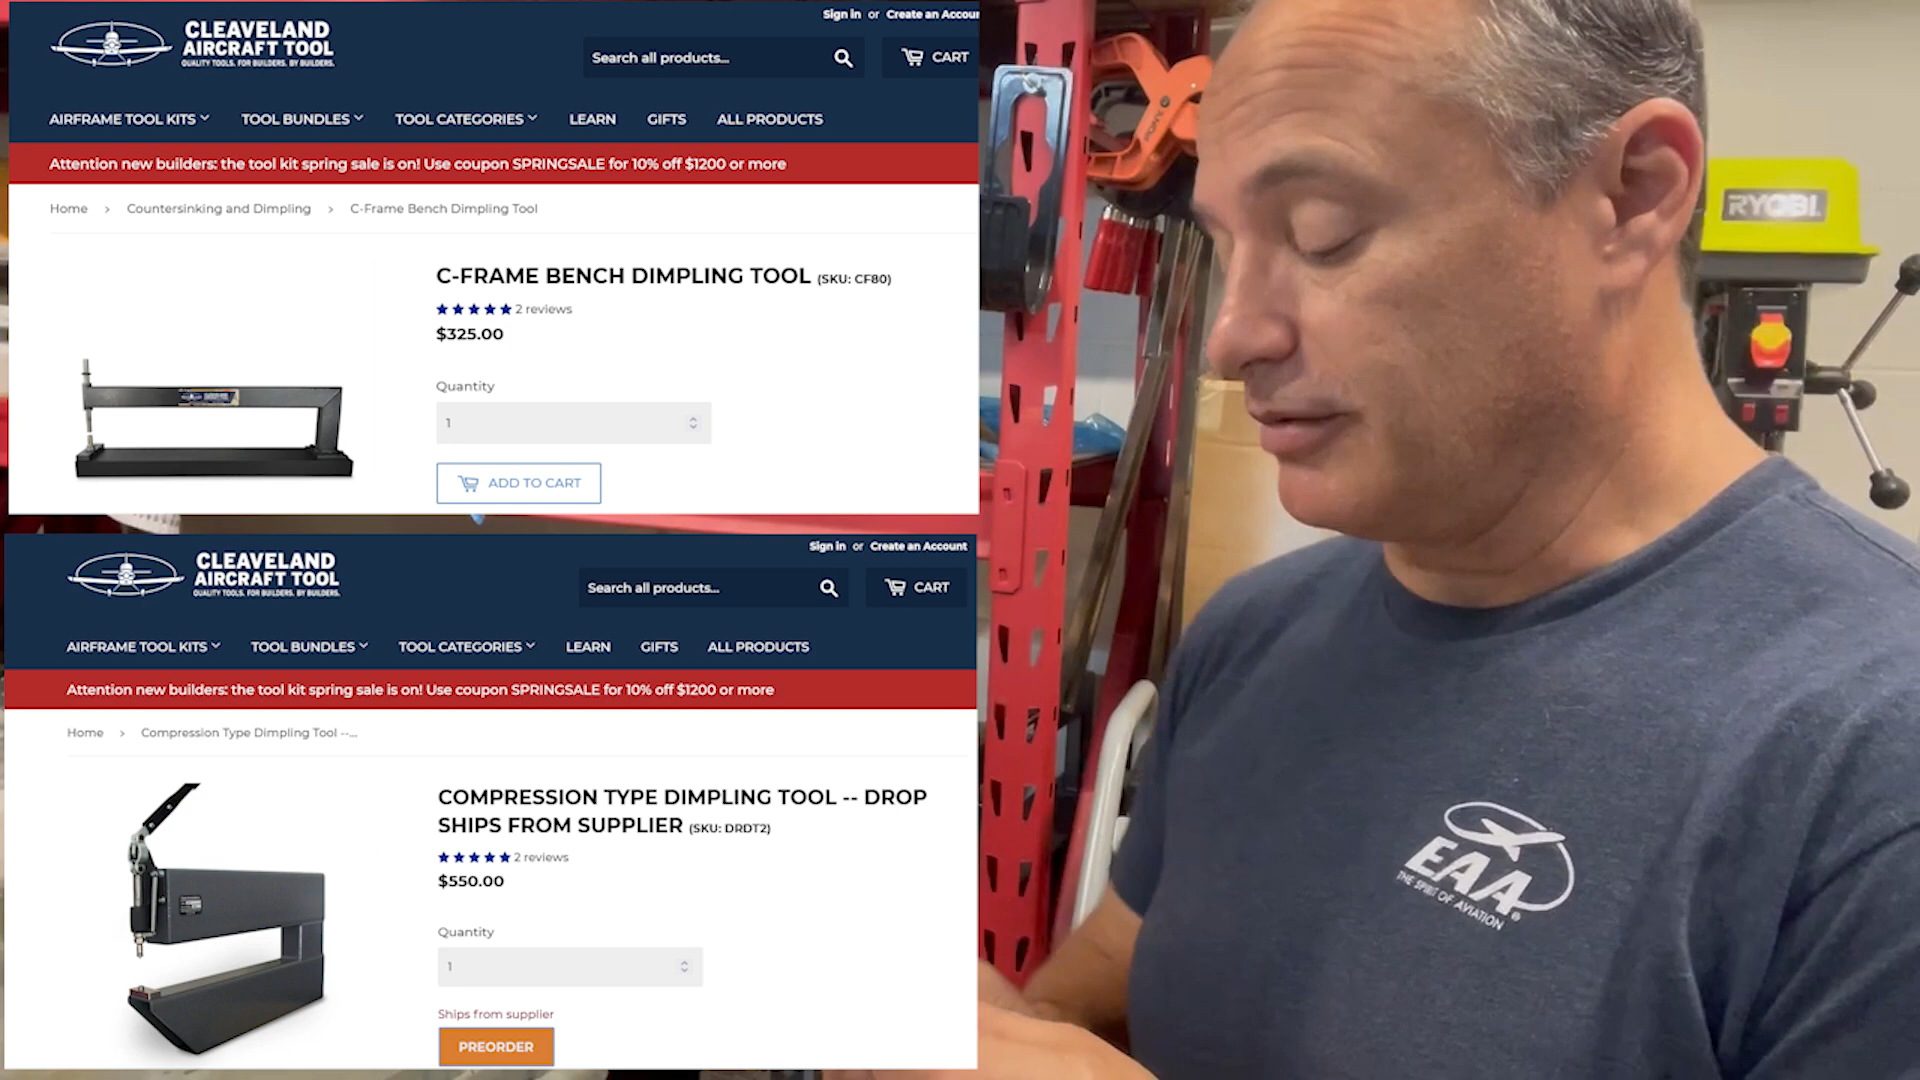 CLEAVELAND
AIRCRAFT TOOL
QUALITY TOOLS. FOR BUILDERS. BY BUILDERS.
Sign in or Create an Accoun
Search all products...
CART
AIRFRAME TOOL KITS TOOL BUNDLES TOOL CATEGORIES LEARN GIFTS ALL PRODUCTS
Attention new builders: the tool kit spring sale is on! Use coupon SPRINGSALE for 10% off $1200 or more
Home > Countersinking and Dimpling > C-Frame Bench Dimpling Tool
C-FRAME BENCH DIMPLING TOOL (SKU: CF80)
2 reviews
$325.00
Quantity
1
ADD TO CART
CLEAVELAND
AIRCRAFT TOOL
QUALITY TOOLS. FOR BUILDERS. BY BUILDERS.
Sign in or Create an Account
Search all products...
CART
AIRFRAME TOOL KITS TOOL BUNDLES TOOL CATEGORIES LEARN GIFTS ALL PRODUCTS
Attention new builders: the tool kit spring sale is on! Use coupon SPRINGSALE for 10% off $1200 or more
Home > Compression Type Dimpling Tool --...
COMPRESSION TYPE DIMPLING TOOL -- DROP
SHIPS FROM SUPPLIER (SKU: DRDT2)
2 reviews
$550.00
Quantity
1
Ships from supplier
PREORDER
PONY
RYOBI
EAA
THE SPIRIT OF AVIATION